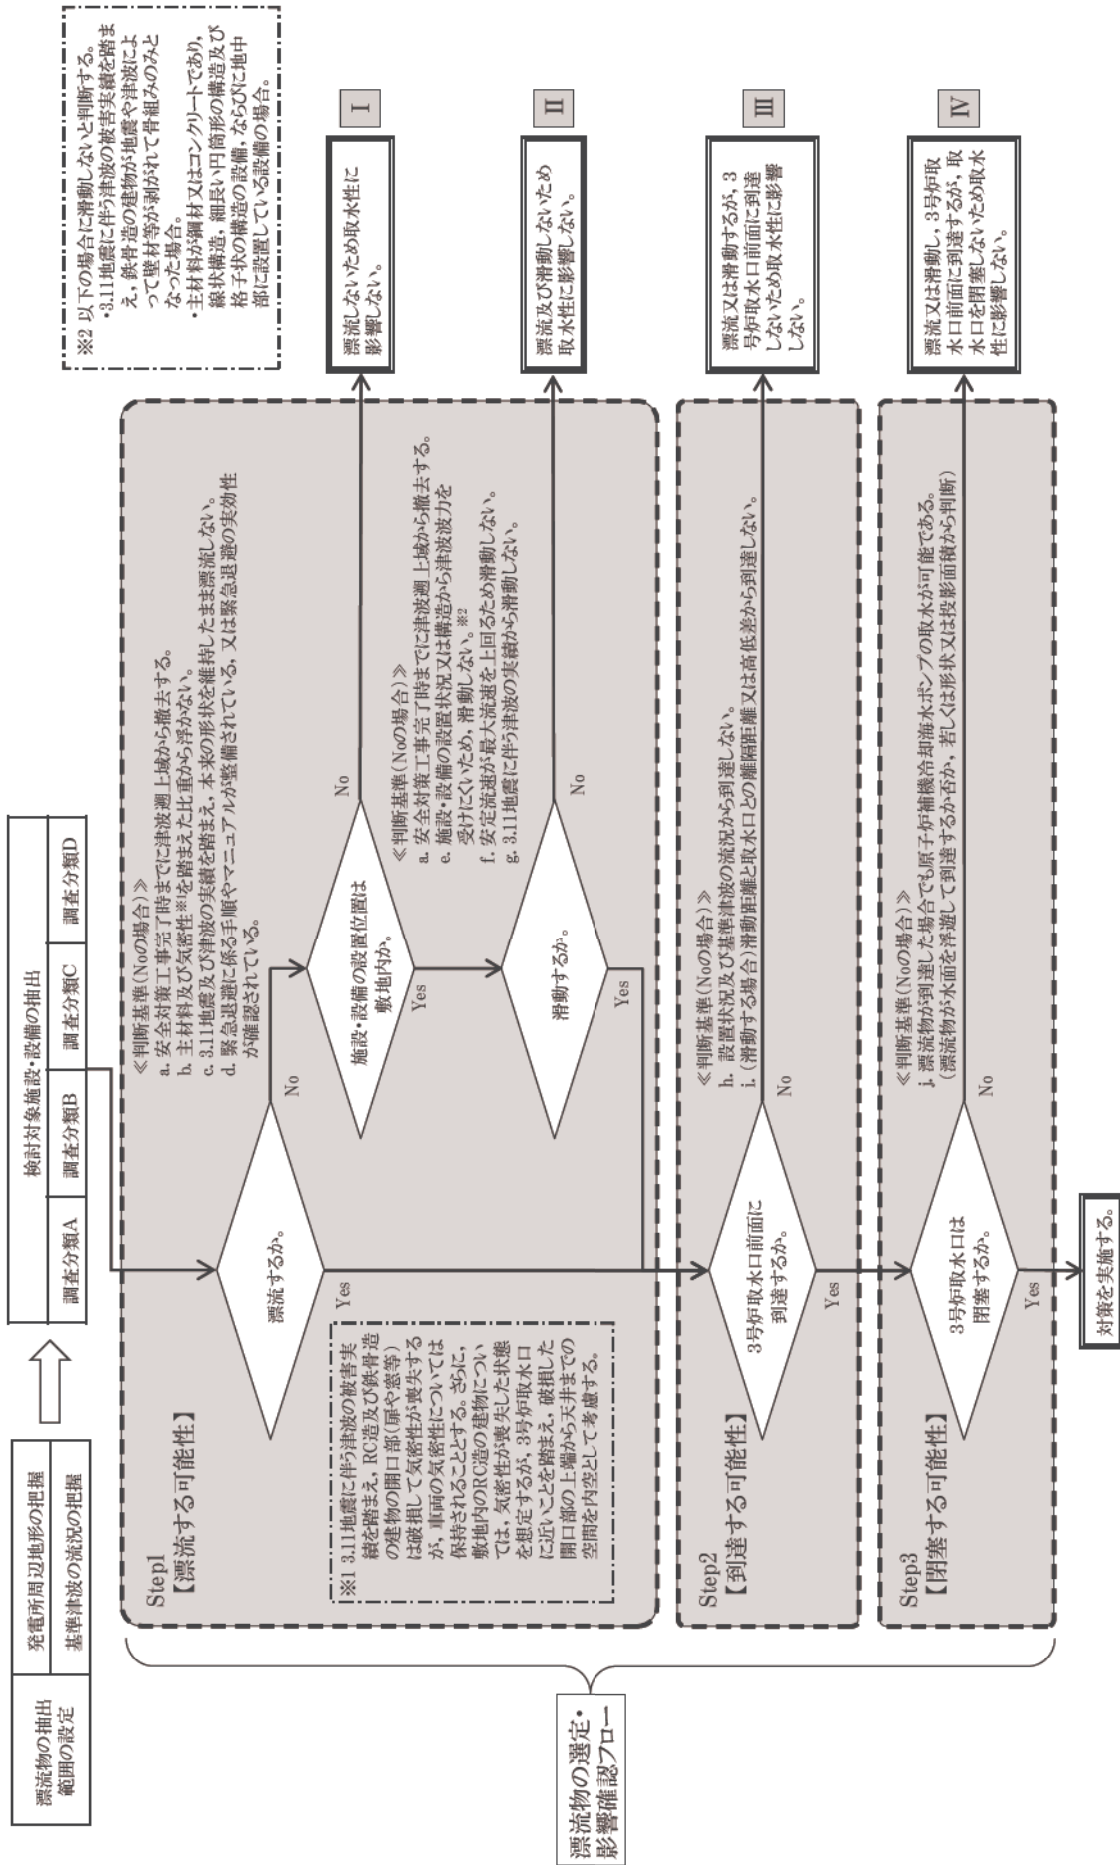 漂流物の抽出
範囲の設定
発電所周辺地形の把握
基準津波の流況の把握
検討対象施設・設備の抽出
調査分類A
調査分類B
調査分類C
調査分類D
※2 以下の場合に滑動しないと判断する。
・3.11地震に伴う津波の被害実績を踏ま
え，鉄骨造の建物が地震や津波によ
って壁材等が剥がれて骨組みのみと
なった場合。
・主材料が鋼材又はコンクリートであり，
線状構造，細長い円筒形の構造及び
格子状の構造の設備，ならびに地中
部に設置している設備の場合。
漂流物の選定・
影響確認フロー
Step1
【漂流する可能性】
漂流するか。
Yes
No
≪判断基準（Noの場合）≫
a. 安全対策工事完了時までに津波遡上域から撤去する。
b. 主材料及び気密性※1を踏まえた比重から浮かない。
c. 3.11地震及び津波の実績を踏まえ，本来の形状を維持したまま漂流しない。
d. 緊急退避に係る手順やマニュアルが整備されている，又は緊急退避の実効性
が確認されている。
※1 3.11地震に伴う津波の被害実
績を踏まえ，RC造及び鉄骨造
の建物の開口部（扉や窓等）
は破損して気密性が喪失する
が，車両の気密性については
保持されることとする。さらに，
敷地内のRC造の建物につい
ては，気密性が喪失した状態
を想定するが，3号炉取水口
に近いことを踏まえ，破損した
開口部の上端から天井までの
空間を内空として考慮する。
施設・設備の設置位置は
敷地内か。
Yes
No
漂流しないため取水性に
影響しない。
Ⅰ
≪判断基準（Noの場合）≫
a. 安全対策工事完了時までに津波遡上域から撤去する。
e. 施設・設備の設置状況又は構造から津波波力を
受けにくいため，滑動しない。※2
f. 安定流速が最大流速を上回るため滑動しない。
g. 3.11地震に伴う津波の実績から滑動しない。
滑動するか。
Yes
No
漂流及び滑動しないため
取水性に影響しない。
Ⅱ
Step2
【到達する可能性】
3号炉取水口前面に
到達するか。
Yes
No
≪判断基準（Noの場合）≫
h. 設置状況及び基準津波の流況から到達しない。
i. （滑動する場合）滑動距離と取水口との離隔距離又は高低差から到達しない。
漂流又は滑動するが，3
号炉取水口前面に到達
しないため取水性に影響
しない。
Ⅲ
Step3
【閉塞する可能性】
3号炉取水口は
閉塞するか。
Yes
No
≪判断基準（Noの場合）≫
j. 漂流物が到達した場合でも原子炉補機冷却海水ポンプの取水が可能である。
（漂流物が水面を浮遊して到達するか否か，若しくは形状又は投影面積から判断）
漂流又は滑動し，3号炉取
水口前面に到達するが，取
水口を閉塞しないため取水
性に影響しない。
Ⅳ
対策を実施する。